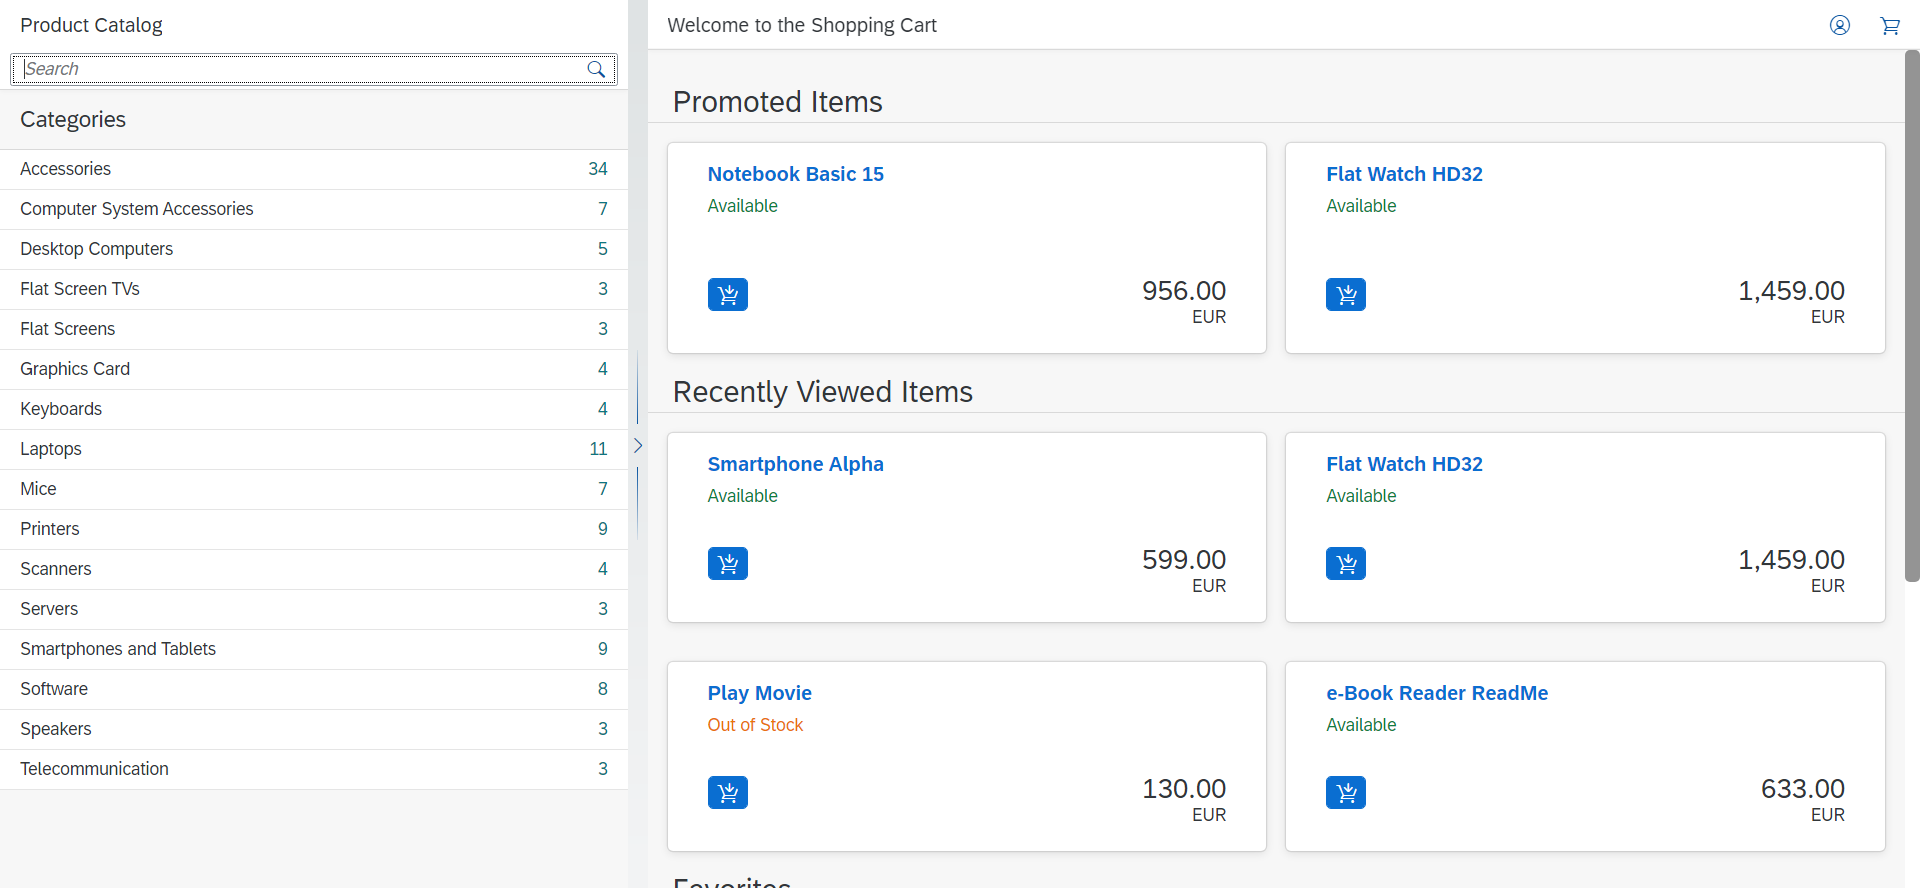 Product Catalog
Search
Categories
Accessories 34
Computer System Accessories 7
Desktop Computers 5
Flat Screen TVs 3
Flat Screens 3
Graphics Card 4
Keyboards 4
Laptops 11
Mice 7
Printers 9
Scanners 4
Servers 3
Smartphones and Tablets 9
Software 8
Speakers 3
Telecommunication 3
Welcome to the Shopping Cart
Promoted Items
Notebook Basic 15
Available
956.00
EUR
Flat Watch HD32
Available
1,459.00
EUR
Recently Viewed Items
Smartphone Alpha
Available
599.00
EUR
Flat Watch HD32
Available
1,459.00
EUR
Play Movie
Out of Stock
130.00
EUR
e-Book Reader ReadMe
Available
633.00
EUR
Favorites